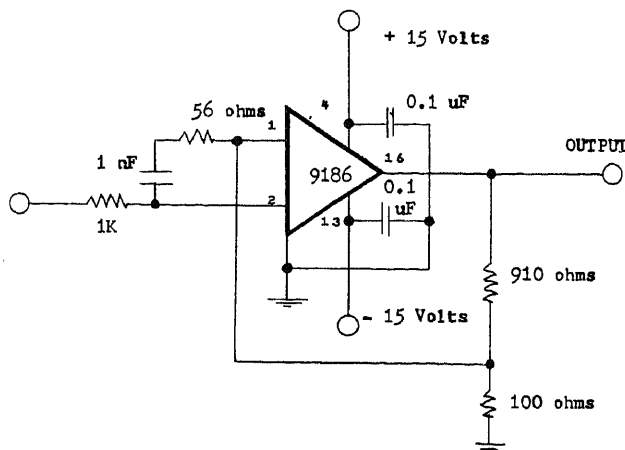 + 15 Volts
4
0.1 uF
56 ohms
1
OUTPUT
16
1 nF
9186
0.1
uF
2
13
1K
910 ohms
- 15 Volts
100 ohms